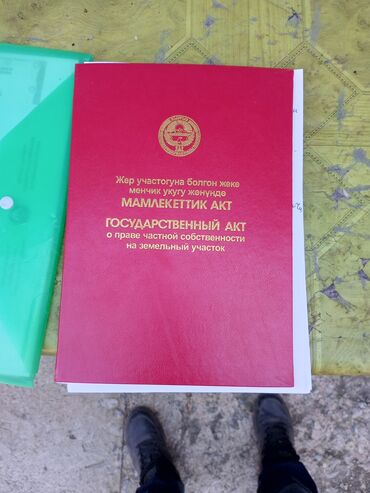 Жер участогуна болгон жеке
менчик укугу жөнүндө
МАМЛЕКЕТТИК АКТ
ГОСУДАРСТВЕННЫЙ АКТ
о праве частной собственности
на земельный участок